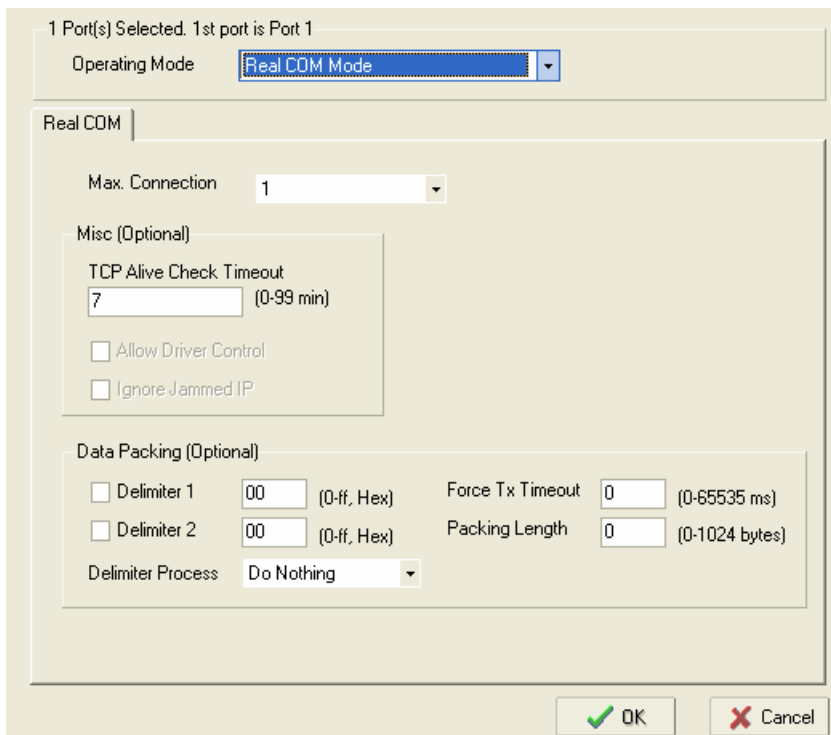 1 Port(s) Selected. 1st port is Port 1
Operating Mode Real COM Mode
Real COM
Max. Connection 1
Misc (Optional)
TCP Alive Check Timeout
7 (0-99 min)
Allow Driver Control
Ignore Jammed IP
Data Packing (Optional)
Delimiter 1 00 (0-ff, Hex) Force Tx Timeout 0 (0-65535 ms)
Delimiter 2 00 (0-ff, Hex) Packing Length 0 (0-1024 bytes)
Delimiter Process Do Nothing
OK Cancel